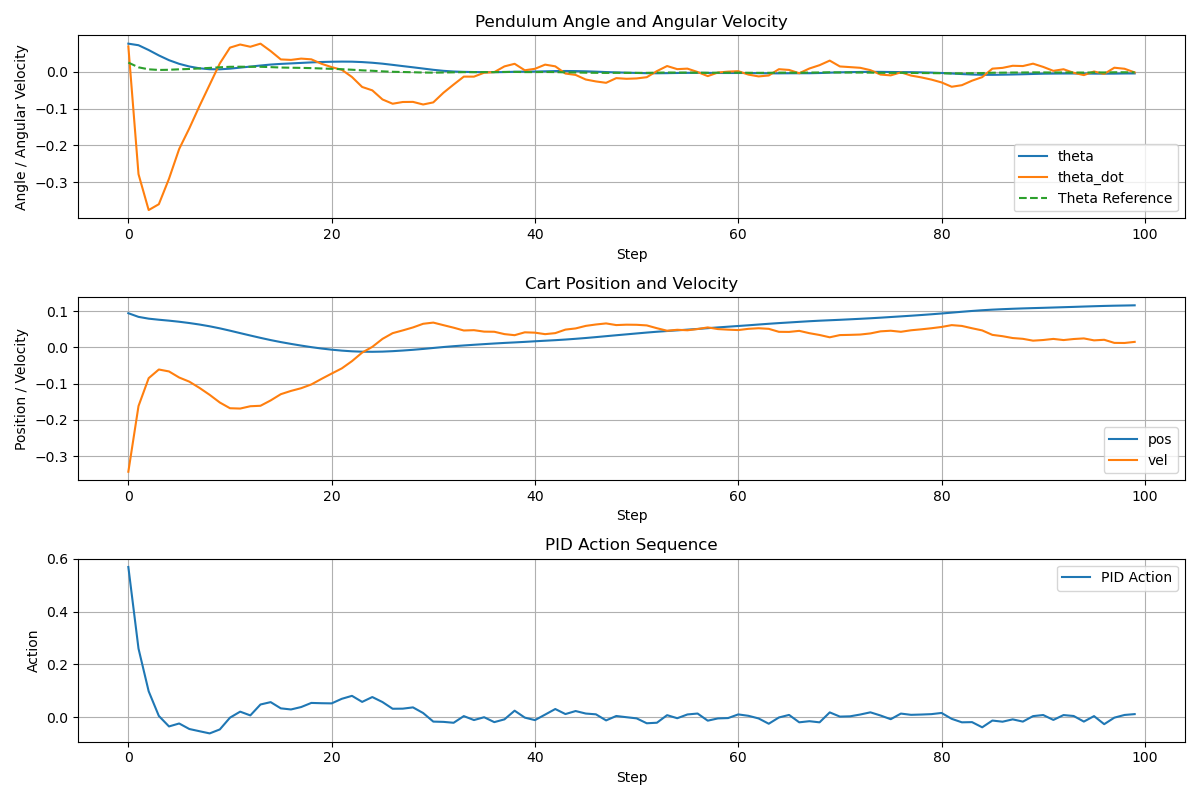 Pendulum Angle and Angular Velocity
Angle / Angular Velocity
0.0
−0.1
−0.2
−0.3
theta
theta_dot
Theta Reference
0 20 40 60 80 100
Step
Cart Position and Velocity
Position / Velocity
0.1
0.0
−0.1
−0.2
−0.3
pos
vel
0 20 40 60 80 100
Step
PID Action Sequence
Action
0.6
0.4
0.2
0.0
PID Action
0 20 40 60 80 100
Step